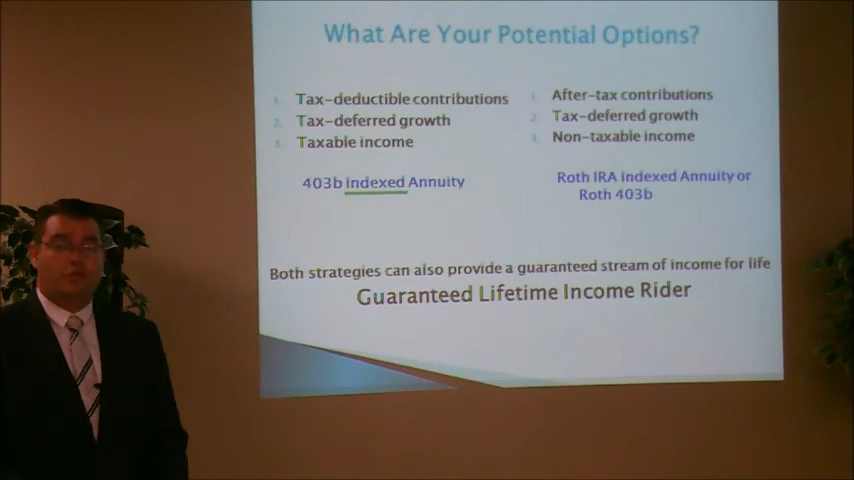 What Are Your Potential Options?
1. Tax-deductible contributions
2. Tax-deferred growth
3. Taxable income
403b Indexed Annuity
1. After-tax contributions
2. Tax-deferred growth
3. Non-taxable income
Roth IRA Indexed Annuity or
Roth 403b
Both strategies can also provide a guaranteed stream of income for life
Guaranteed Lifetime Income Rider